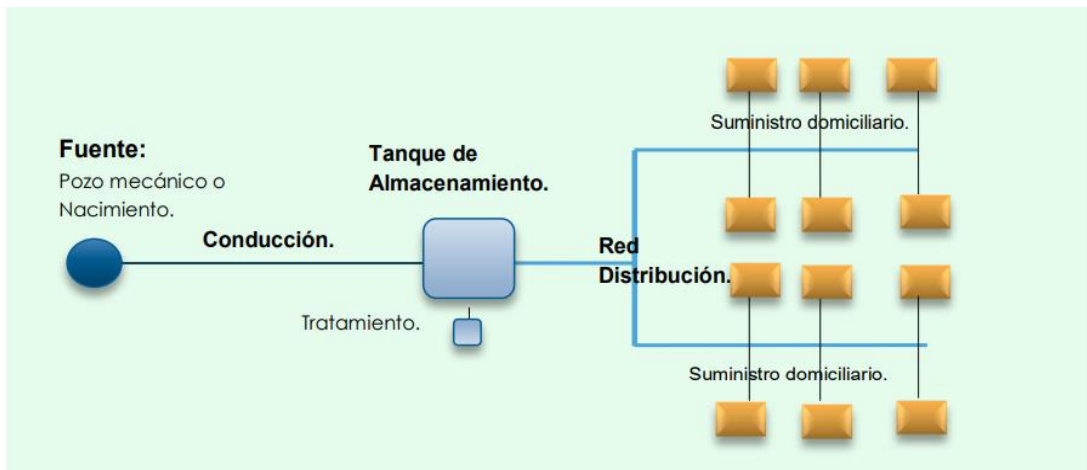 Fuente:
Pozo mecánico o
Nacimiento.
Conducción.
Tanque de
Almacenamiento.
Tratamiento.
Red
Distribución.
Suministro domiciliario.
Suministro domiciliario.